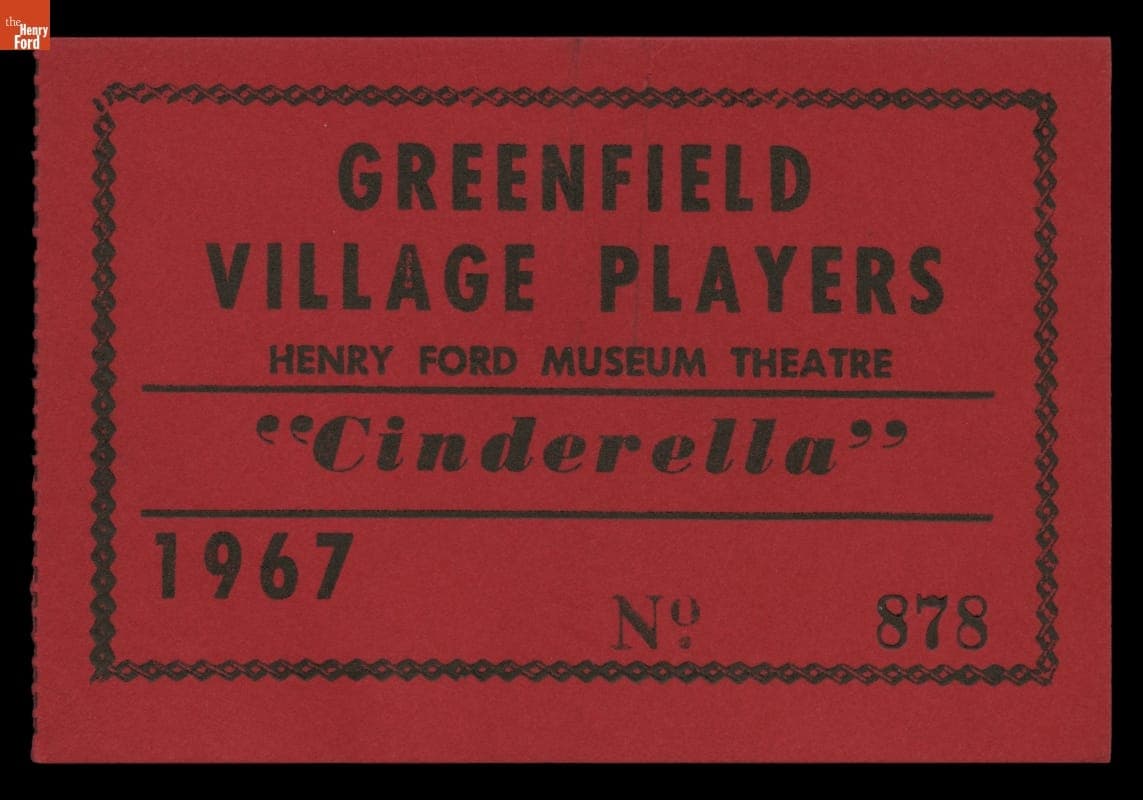 the
Henry
Ford
GREENFIELD
VILLAGE PLAYERS
HENRY FORD MUSEUM THEATRE
“Cinderella”
1967
Nº 878